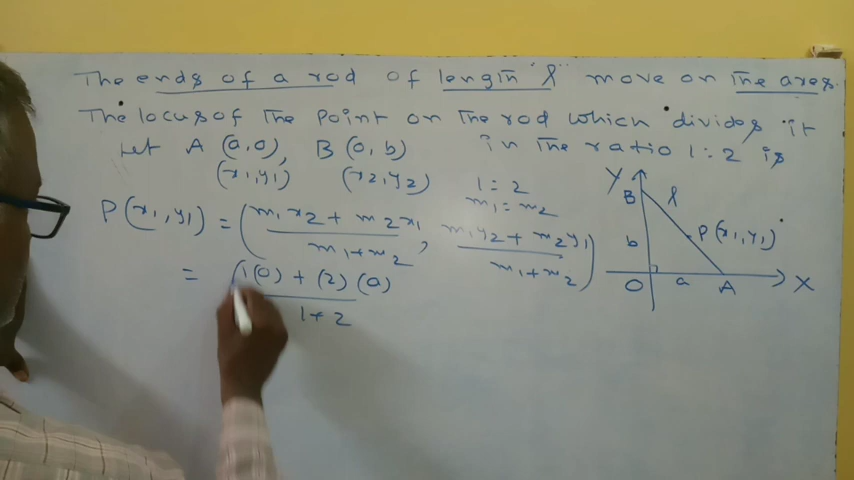 The ends of a rod of length "l" move on the axes.
The locus of the point on the rod which divides it
in the ratio 1:2 is
Let A (a,0), B (0,b)
(x1,y1) (x2,y2)
1:2
m1:m2
P(x1,y1) = (m1x2 + m2x1 / m1+m2, m1y2 + m2y1 / m1+m2)
= (1(0) + (2)(a) / 1+2
Y
B
l
P(x1,y1)
b
O a A X